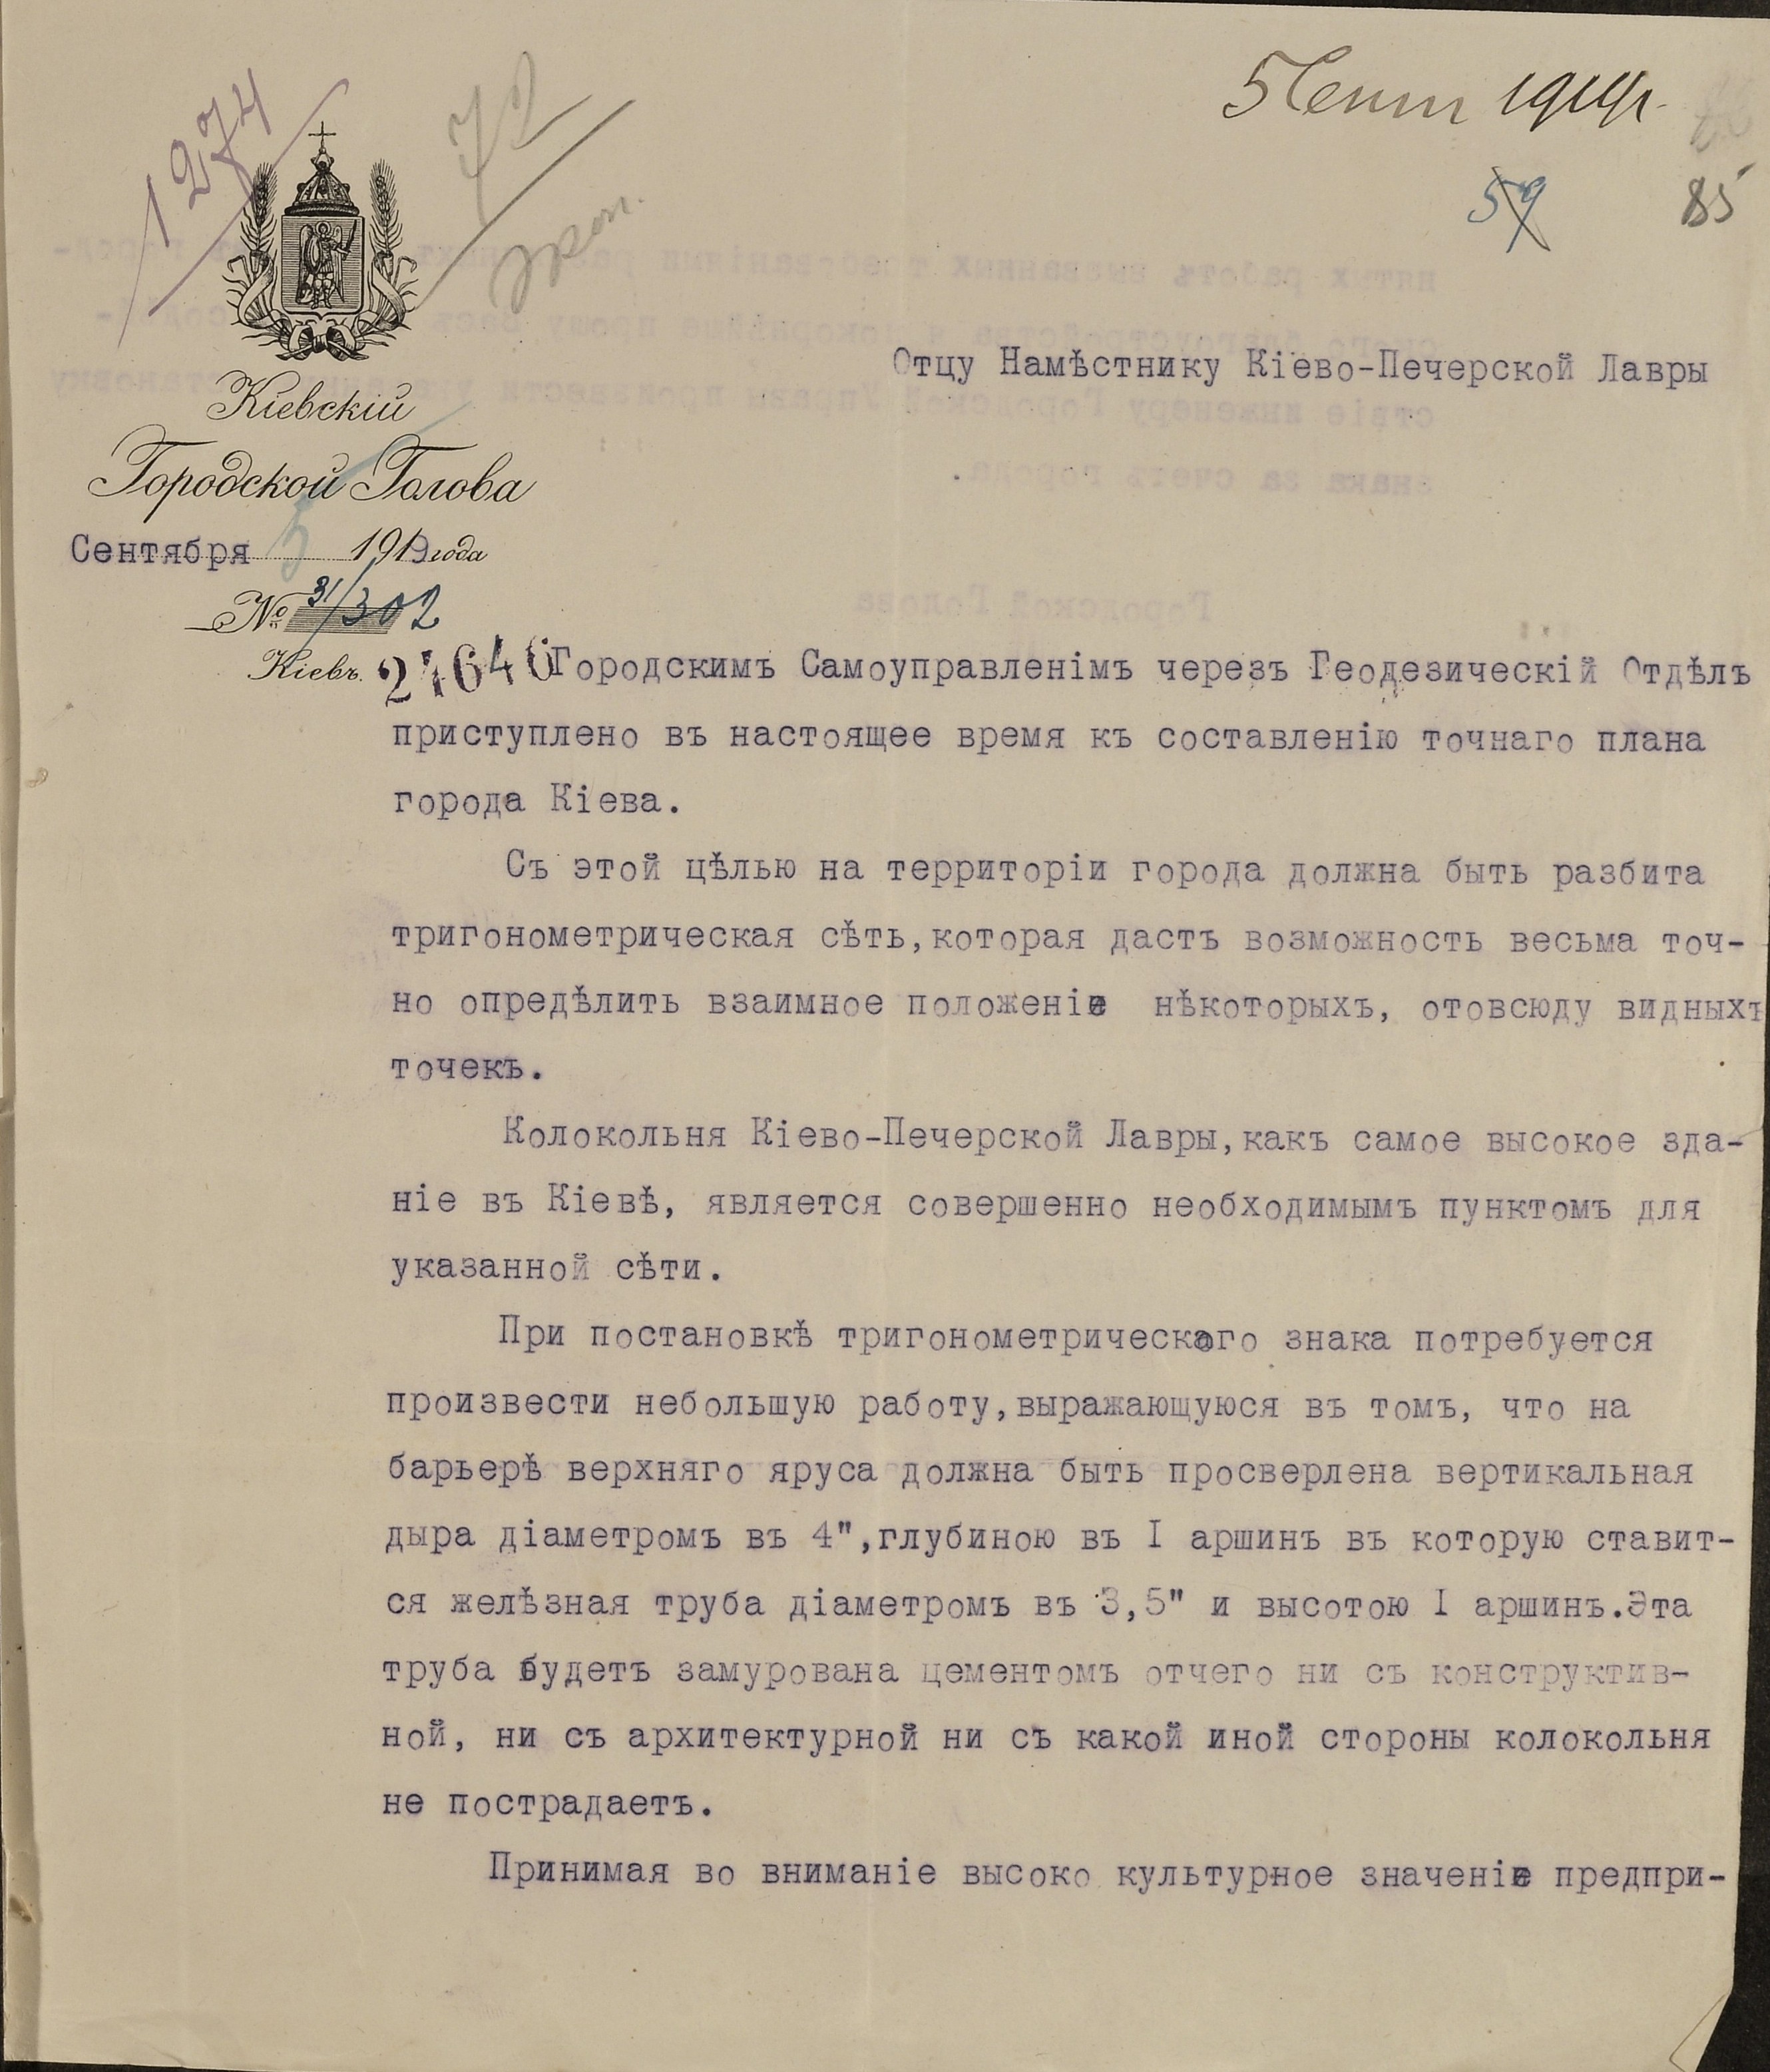 5 Сент 1919г.
1274
72
59
85
Отцу Намѣстнику Кіево-Печерской Лавры
Кіевскій
Городской Голова
Сентября 5 1919 года
№ 31/302
Кіевъ.
Городскимъ Самоуправленімъ черезъ Геодезическій Отдѣлъ
приступлено въ настоящее время къ составленію точнаго плана
города Кіева.
Съ этой цѣлью на территоріи города должна быть разбита
тригонометрическая сѣть,которая дастъ возможность весьма точ-
но опредѣлить взаимное положеніе нѣкоторыхъ, отовсюду видныхъ
точекъ.
Колокольня Кіево-Печерской Лавры,какъ самое высокое зда-
ніе въ Кіевѣ, является совершенно необходимымъ пунктомъ для
указанной сѣти.
При постановкѣ тригонометрическаго знака потребуется
произвести небольшую работу,выражающуюся въ томъ, что на
барьерѣ верхняго яруса должна быть просверлена вертикальная
дыра діаметромъ въ 4",глубиною въ I аршинъ въ которую ставит-
ся желѣзная труба діаметромъ въ 3,5" и высотою I аршинъ.Эта
труба будетъ замурована цементомъ отчего ни съ конструктив-
ной, ни съ архитектурной ни съ какой иной стороны колокольня
не пострадаетъ.
Принимая во вниманіе высоко культурное значеніе предпри-